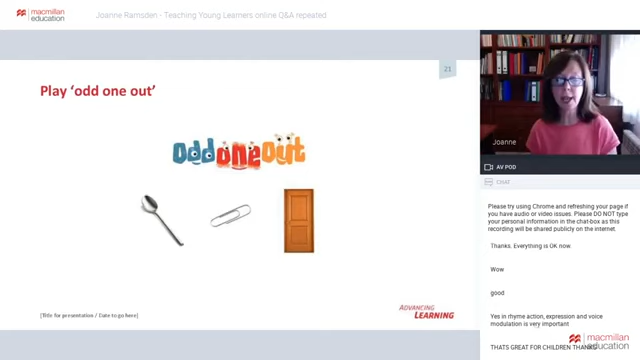 macmillan
education
Joanne Ramsden - Teaching Young Learners online Q&A repeated
21
Play ‘odd one out’
odd one out
[Title for presentation / Date to go here]
ADVANCING
LEARNING
Joanne
AV POD
CHAT
Please try using Chrome and refreshing your page if
you have audio or video issues. Please DO NOT type
your personal information in the chat-box as this
recording will be shared publicly on the internet.
Thanks. Everything is OK now.
Wow
good
Yes in rhyme action, expression and voice
modulation is very important
THATS GREAT FOR CHILDREN THANKS
macmillan
education